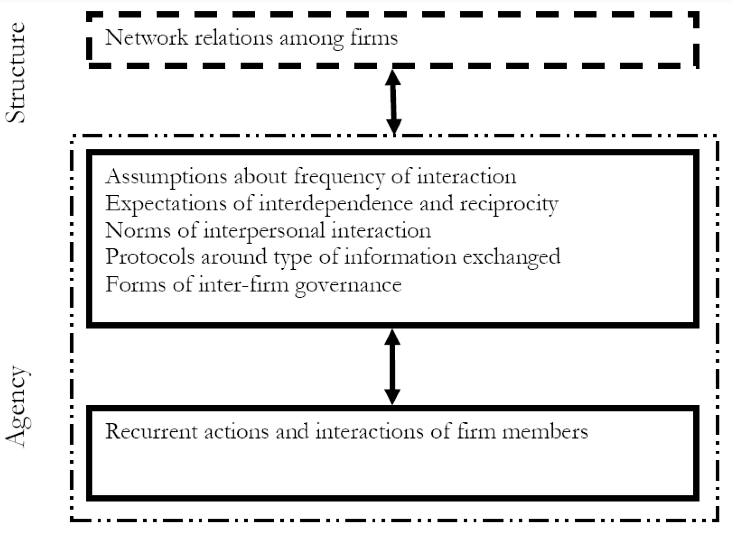 Structure
Network relations among firms
Assumptions about frequency of interaction
Expectations of interdependence and reciprocity
Norms of interpersonal interaction
Protocols around type of information exchanged
Forms of inter-firm governance
Agency
Recurrent actions and interactions of firm members